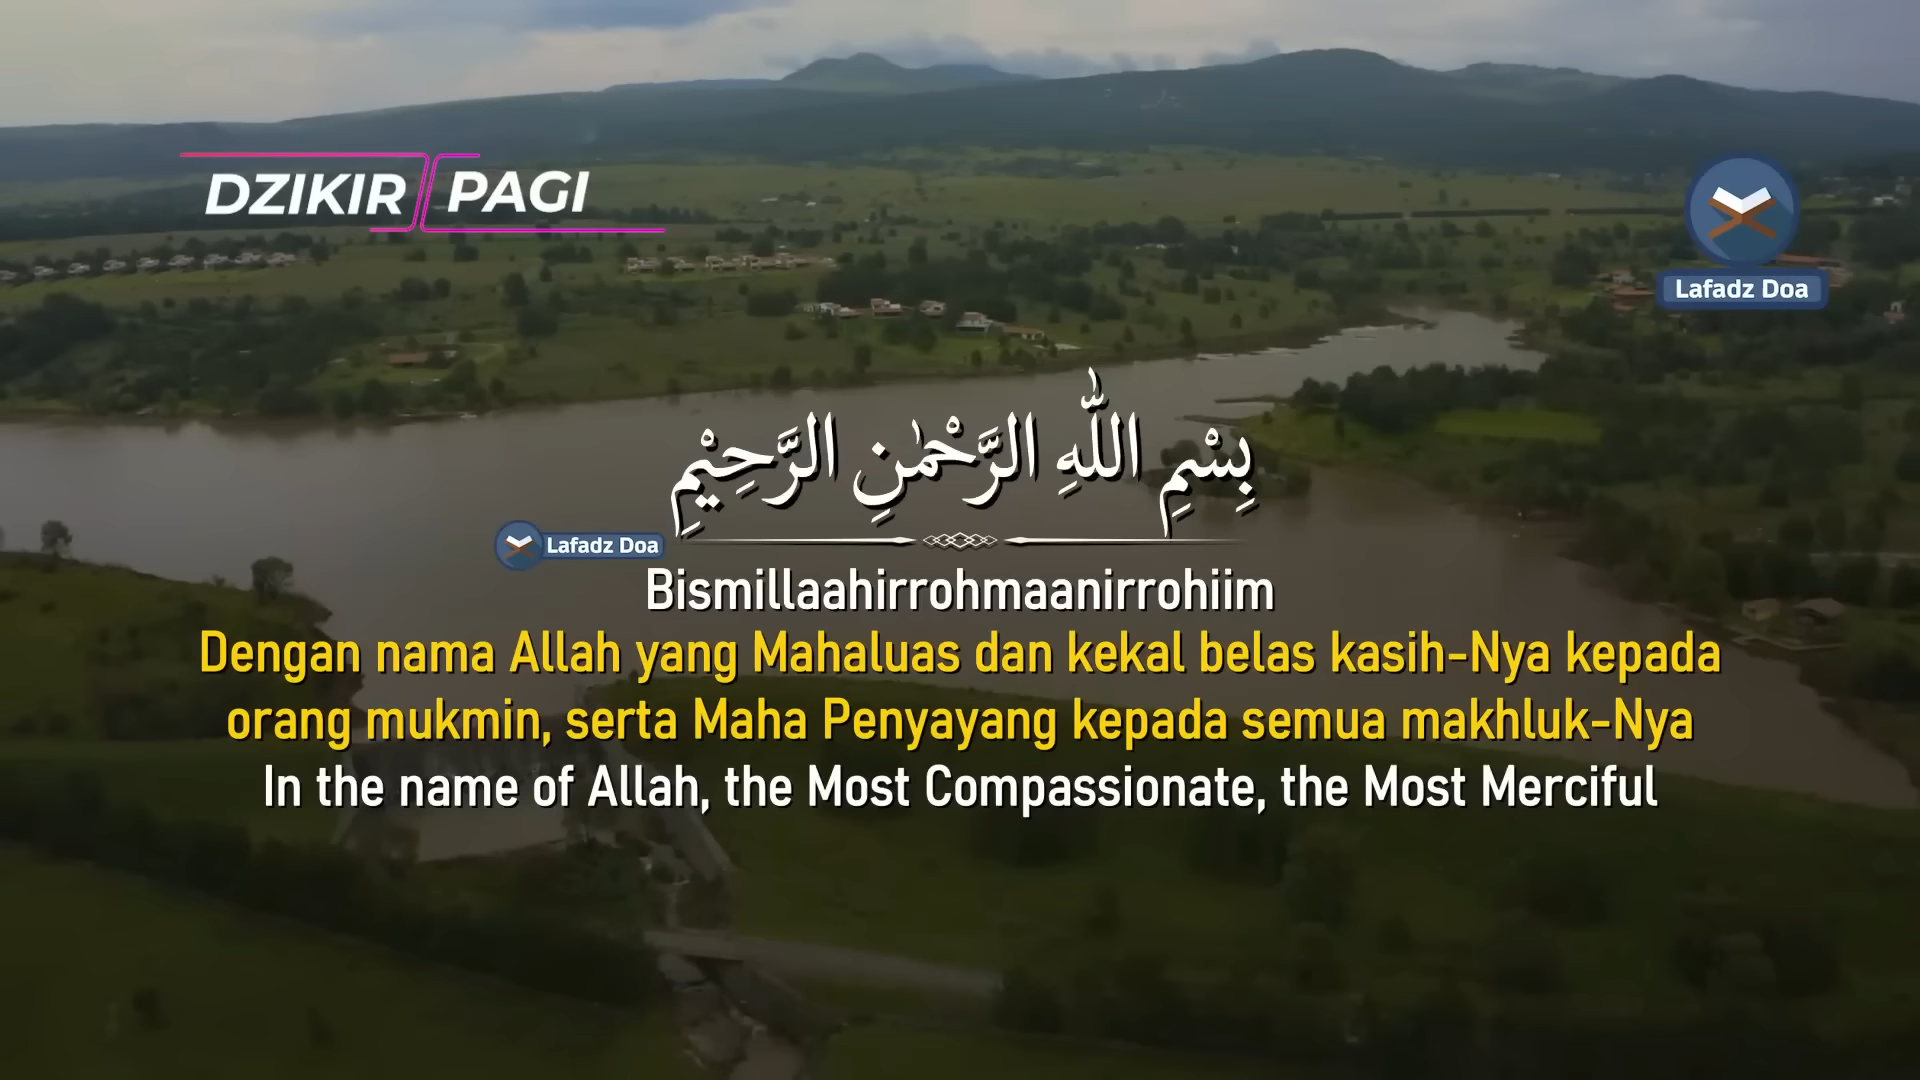 DZIKIR PAGI
Lafadz Doa
بِسْمِ اللّٰهِ الرَّحْمٰنِ الرَّحِيْمِ
Lafadz Doa
Bismillaahirrohmaanirrohiim
Dengan nama Allah yang Mahaluas dan kekal belas kasih-Nya kepada
orang mukmin, serta Maha Penyayang kepada semua makhluk-Nya
In the name of Allah, the Most Compassionate, the Most Merciful